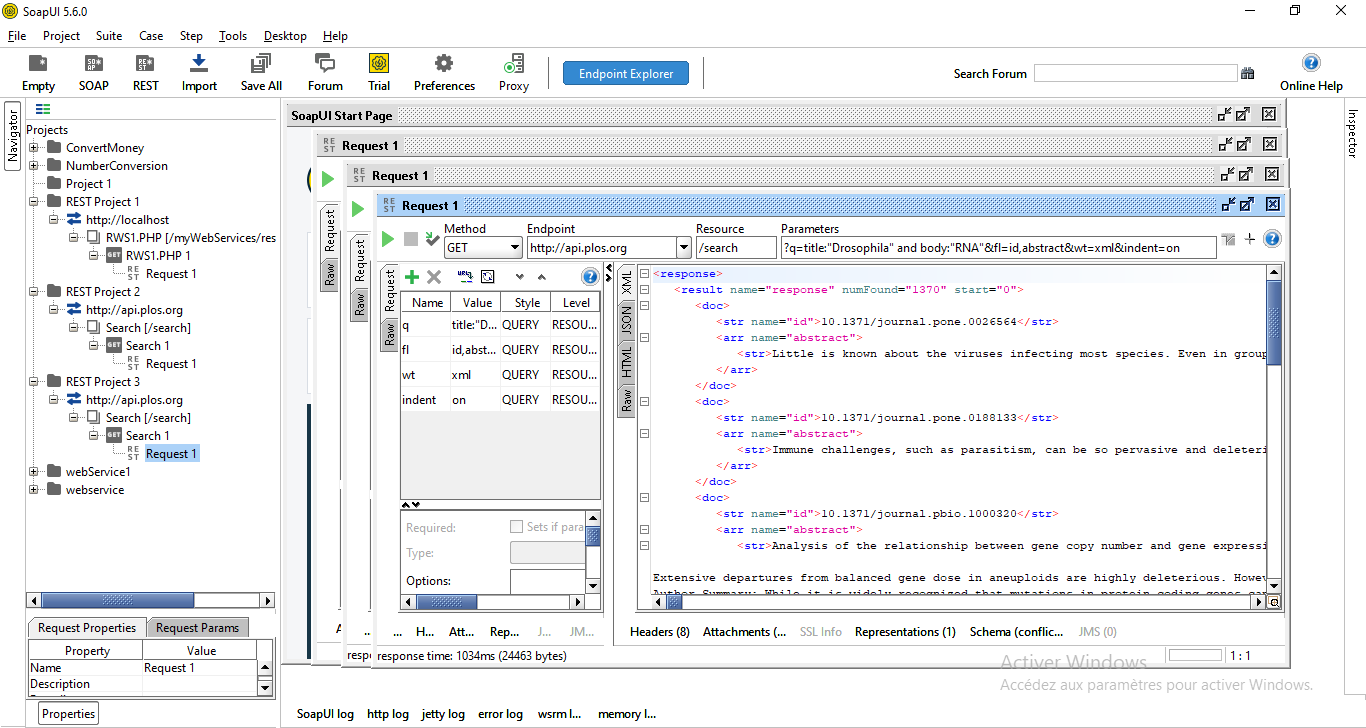 SoapUI 5.6.0
File Project Suite Case Step Tools Desktop Help
Empty SOAP REST Import Save All Forum Trial Preferences Proxy Endpoint Explorer Search Forum Online Help
Navigator
Inspector
Projects
ConvertMoney
NumberConversion
Project 1
REST Project 1
http://localhost
RWS1.PHP [/myWebServices/res
RWS1.PHP 1
Request 1
REST Project 2
http://api.plos.org
Search [/search]
Search 1
Request 1
REST Project 3
http://api.plos.org
Search [/search]
Search 1
Request 1
webService1
webservice
Request Properties Request Params
Property Value
Name Request 1
Description
Properties
SoapUI Start Page
REST Request 1
REST Request 1
REST Request 1
Request
Raw
Request
Raw
Method Endpoint Resource Parameters
GET http://api.plos.org /search ?q=title:"Drosophila" and body:"RNA"&fl=id,abstract&wt=xml&indent=on
Request
Raw
Name Value Style Level
q title:"D... QUERY RESOU...
fl id,abst... QUERY RESOU...
wt xml QUERY RESOU...
indent on QUERY RESOU...
Required: Sets if para
Type:
Options:
... H... Att... Rep... J... JM...
XML
JSON
HTML
Raw
<response>
<result name="response" numFound="1370" start="0">
<doc>
<str name="id">10.1371/journal.pone.0026564</str>
<arr name="abstract">
<str>Little is known about the viruses infecting most species. Even in group
</arr>
</doc>
<doc>
<str name="id">10.1371/journal.pone.0188133</str>
<arr name="abstract">
<str>Immune challenges, such as parasitism, can be so pervasive and deleteri
</arr>
</doc>
<doc>
<str name="id">10.1371/journal.pbio.1000320</str>
<arr name="abstract">
<str>Analysis of the relationship between gene copy number and gene expressi
Extensive departures from balanced gene dose in aneuploids are highly deleterious. Howev
Author Summary: While it is widely recognized that mutations in protein coding genes can
Headers (8) Attachments (... SSL Info Representations (1) Schema (conflic... JMS (0)
response time: 1034ms (24463 bytes) 1 : 1
Activer Windows
Accédez aux paramètres pour activer Windows.
SoapUI log http log jetty log error log wsrm l... memory l...